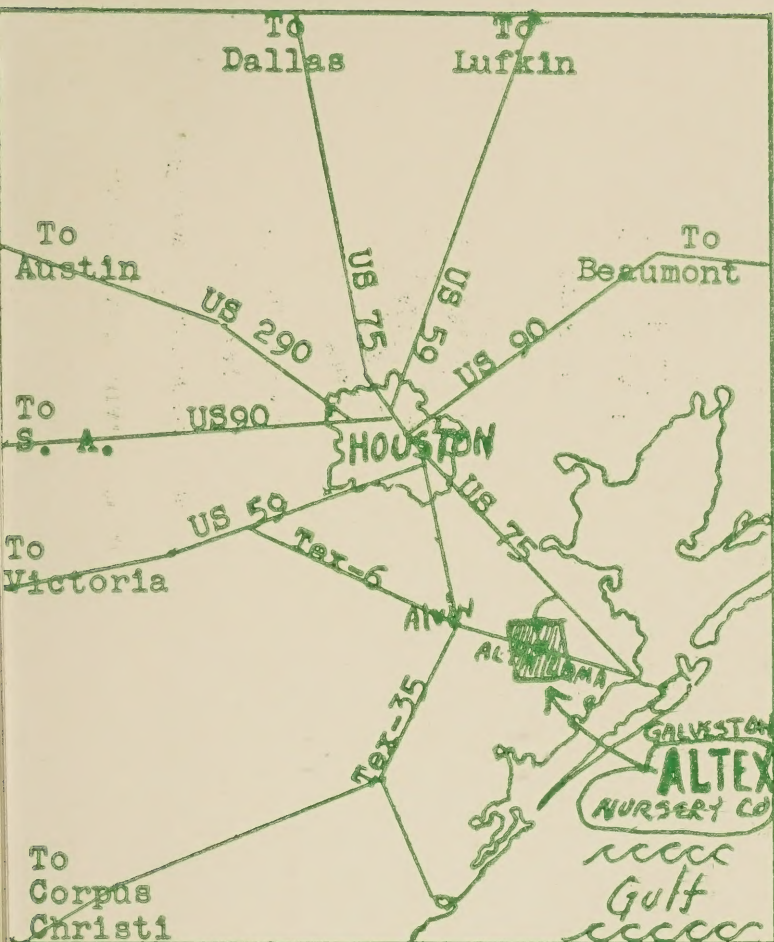 To
Dallas
To
Lufkin
To
Austin
To
Beaumont
US 290
US 75
US 59
US 90
To
S. A.
US90
HOUSTON
US 75
US 59
To
Victoria
Tex-6
Alvin
Tex-35
GALVESTON
ALTEX
NURSERY CO
To
Corpus
Christi
Gulf